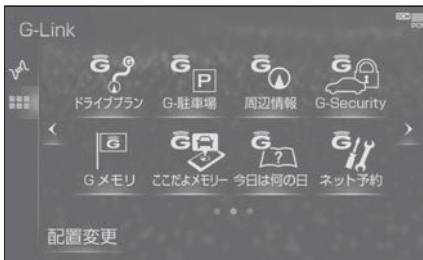 G-Link
ドライブプラン G-駐車場 周辺情報 G-Security
Gメモリ ここだよメモリー 今日は何の日 ネット予約
配置変更